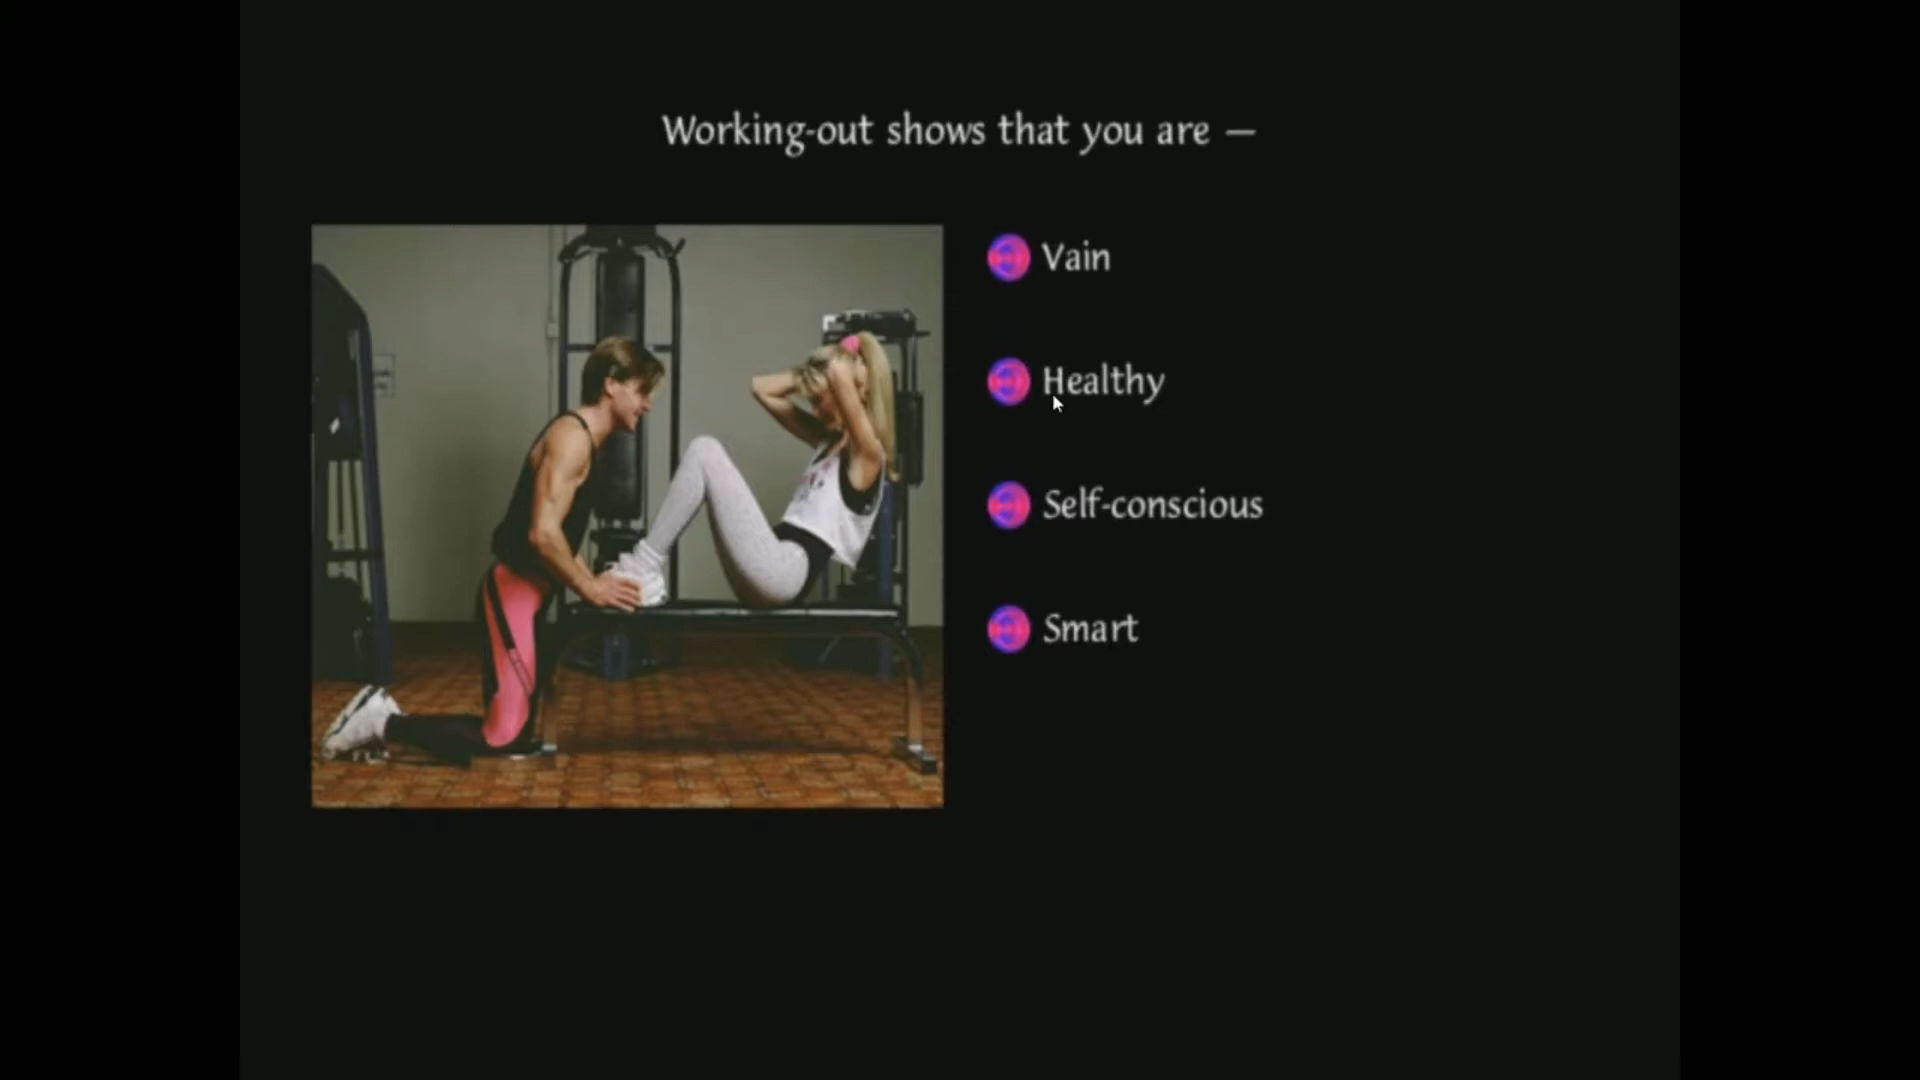 Working-out shows that you are —
Vain
Healthy
Self-conscious
Smart